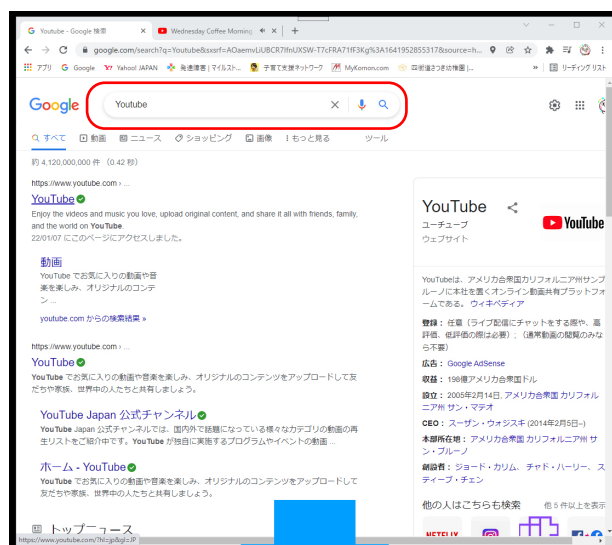 Youtube - Google 検索
Wednesday Coffee Morning
google.com/search?q=Youtube&sxsrf=AOaemvLiUBCR7IfnUXSW-T7cFRA71fF3Kg%3A1641952855317&source=h...
アプリ Google Yahoo! JAPAN 発達障害 | マイルスト... 子育て支援ネットワーク MyKomon.com 四街道さつき幼稚園 |... » リーディング リスト
Google Youtube
すべて 動画 ニュース ショッピング 画像 もっと見る ツール
約 4,120,000,000 件 (0.42 秒)
https://www.youtube.com › ...
YouTube
Enjoy the videos and music you love, upload original content, and share it all with friends, family,
and the world on YouTube.
22/01/07 にこのページにアクセスしました。
動画
YouTube でお気に入りの動画や音
楽を楽しみ、オリジナルのコンテ
ン...
youtube.com からの検索結果 »
https://www.youtube.com › ...
YouTube
YouTube でお気に入りの動画や音楽を楽しみ、オリジナルのコンテンツをアップロードして友
だちや家族、世界中の人たちと共有しましょう。
YouTube Japan 公式チャンネル
YouTube Japan 公式チャンネルでは、国内外で話題になっている様々なカテゴリの動画の再
生リストをご紹介中です。YouTube が独自に実施するプログラムやイベントの動画 ...
ホーム - YouTube
YouTube でお気に入りの動画や音楽を楽しみ、オリジナルのコンテンツをアップロードして
友だちや家族、世界中の人たちと共有しましょう。
トップニュース
https://www.youtube.com/?hl=jp&gl=JP
YouTube
ユーチューブ
ウェブサイト
YouTube
YouTubeは、アメリカ合衆国カリフォルニア州サンブ
ルーノに本社を置くオンライン動画共有プラットフォ
ームである。 ウィキペディア
登録： 任意（ライブ配信にチャットをする際や、高
評価、低評価の際は必要）；（通常動画の閲覧のみな
ら不要）
広告： Google AdSense
収益： 198億アメリカ合衆国ドル
設立： 2005年2月14日, アメリカ合衆国 カリフォル
ニア州 サン・マテオ
CEO： スーザン・ウォジスキ (2014年2月5日–)
本部所在地： アメリカ合衆国 カリフォルニア州 サ
ン・ブルーノ
創設者： ジョード・カリム、 チャド・ハーリー、 ス
ティーブ・チェン
他の人はこちらも検索 他 5 件以上を表示
NETFLIX